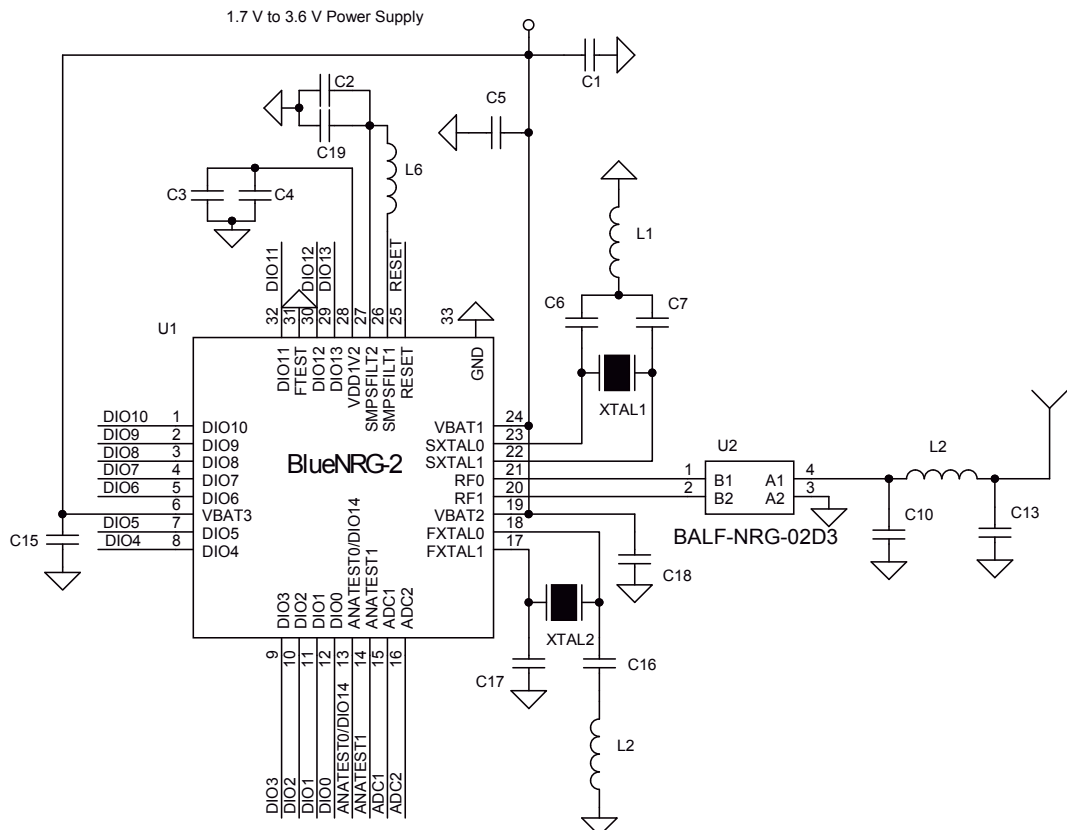 1.7 V to 3.6 V Power Supply
C1
C2
C5
C19
L6
C3
C4
L1
DIO11
DIO12
DIO13
RESET
C6
C7
U1
32
31
30
29
28
27
26
25
33
DIO11
FTEST
DIO12
DIO13
VDD1V2
SMPSFILT2
SMPSFILT1
RESET
GND
XTAL1
BlueNRG-2
DIO10 1 DIO10
DIO9 2 DIO9
DIO8 3 DIO8
DIO7 4 DIO7
DIO6 5 DIO6
6 VBAT3
DIO5 7 DIO5
DIO4 8 DIO4
C15
VBAT1 24
SXTAL0 23
SXTAL1 22
RF0 21
RF1 20
VBAT2 19
FXTAL0 18
FXTAL1 17
U2
1 B1 A1 4
2 B2 A2 3
BALF-NRG-02D3
L2
C10
C13
C18
XTAL2
C17
C16
L2
DIO3
DIO2
DIO1
DIO0
ANATEST0/DIO14
ANATEST1
ADC1
ADC2
9
10
11
12
13
14
15
16
DIO3
DIO2
DIO1
DIO0
ANATEST0/DIO14
ANATEST1
ADC1
ADC2